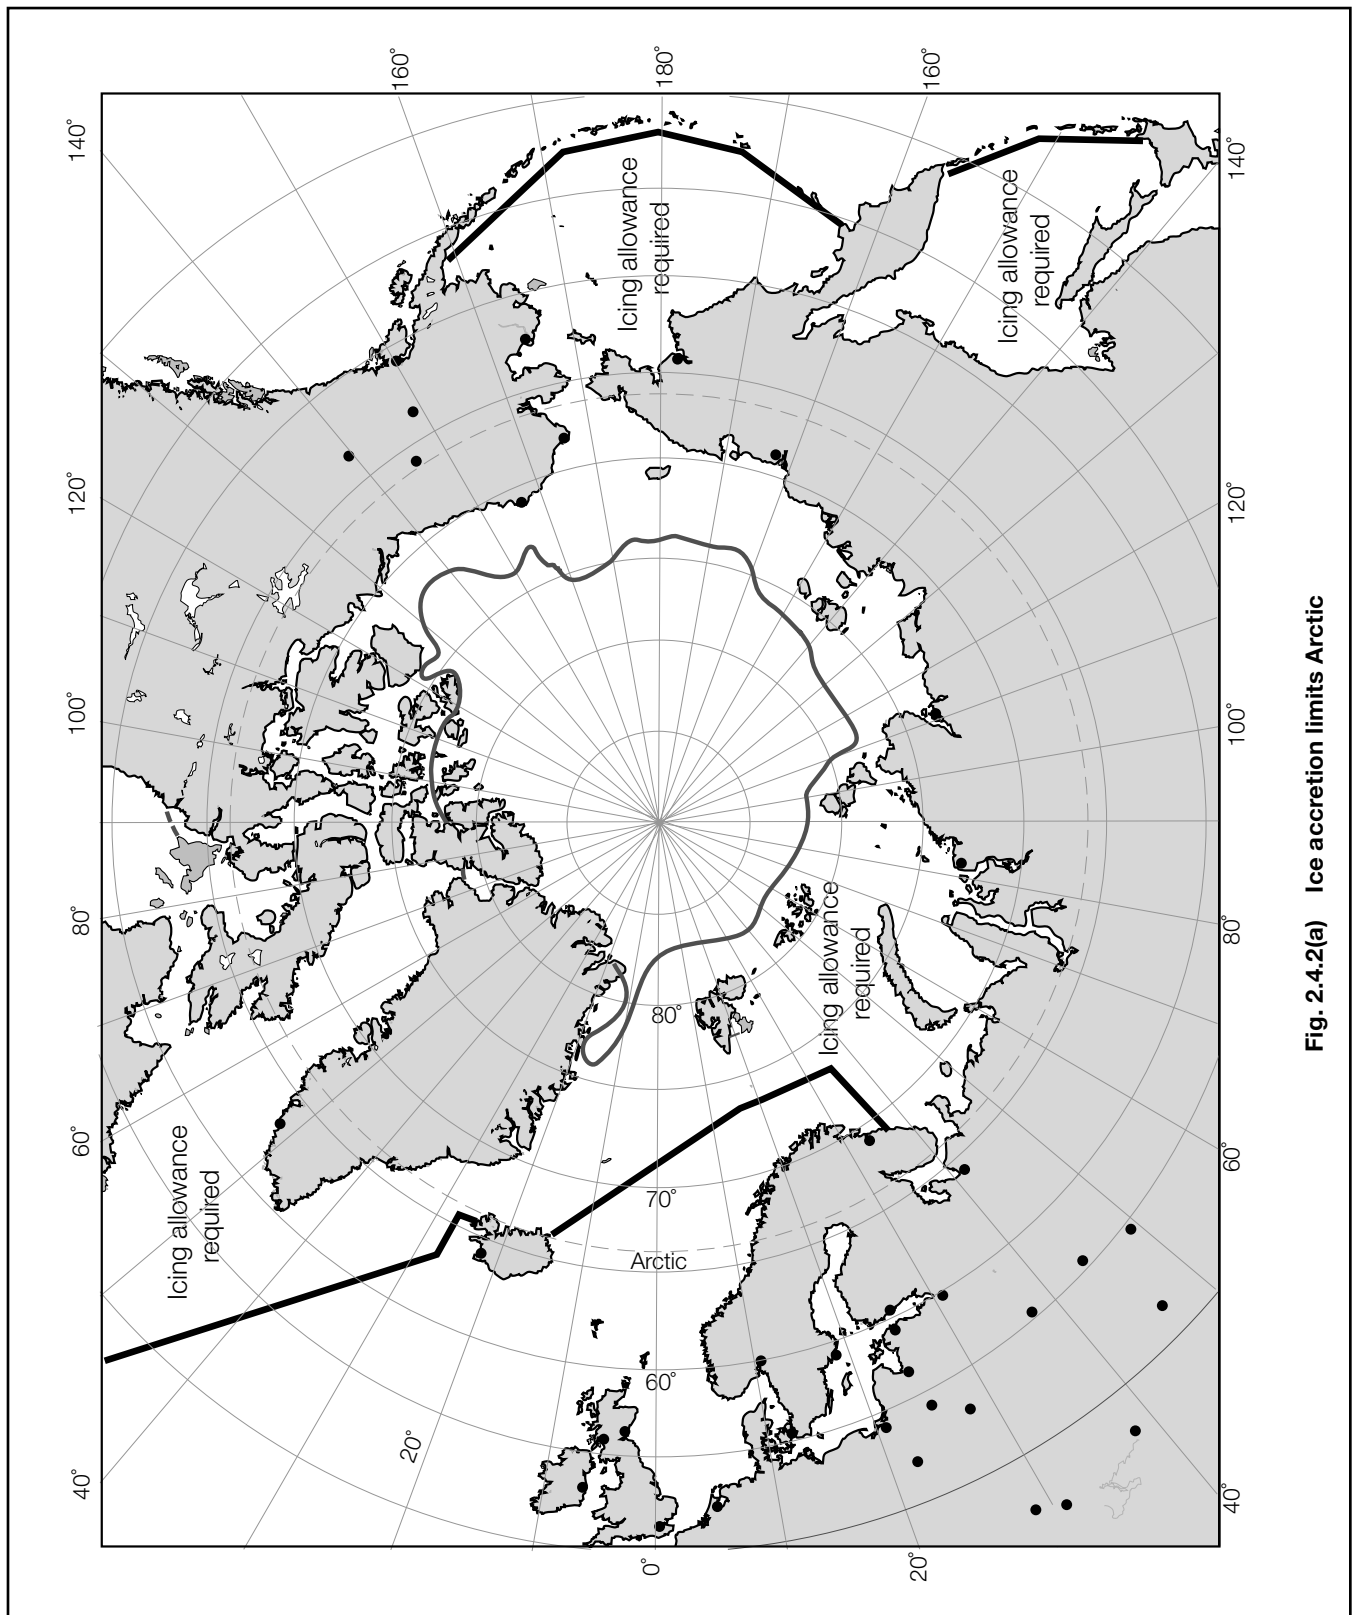 160°
180°
160°
140°
140°
Icing allowance
required
Icing allowance
required
120°
120°
100°
100°
80°
80°
Icing allowance
required
80°
60°
60°
Icing allowance
required
70°
Arctic
60°
20°
40°
40°
0°
20°
Fig. 2.4.2(a) Ice accretion limits Arctic